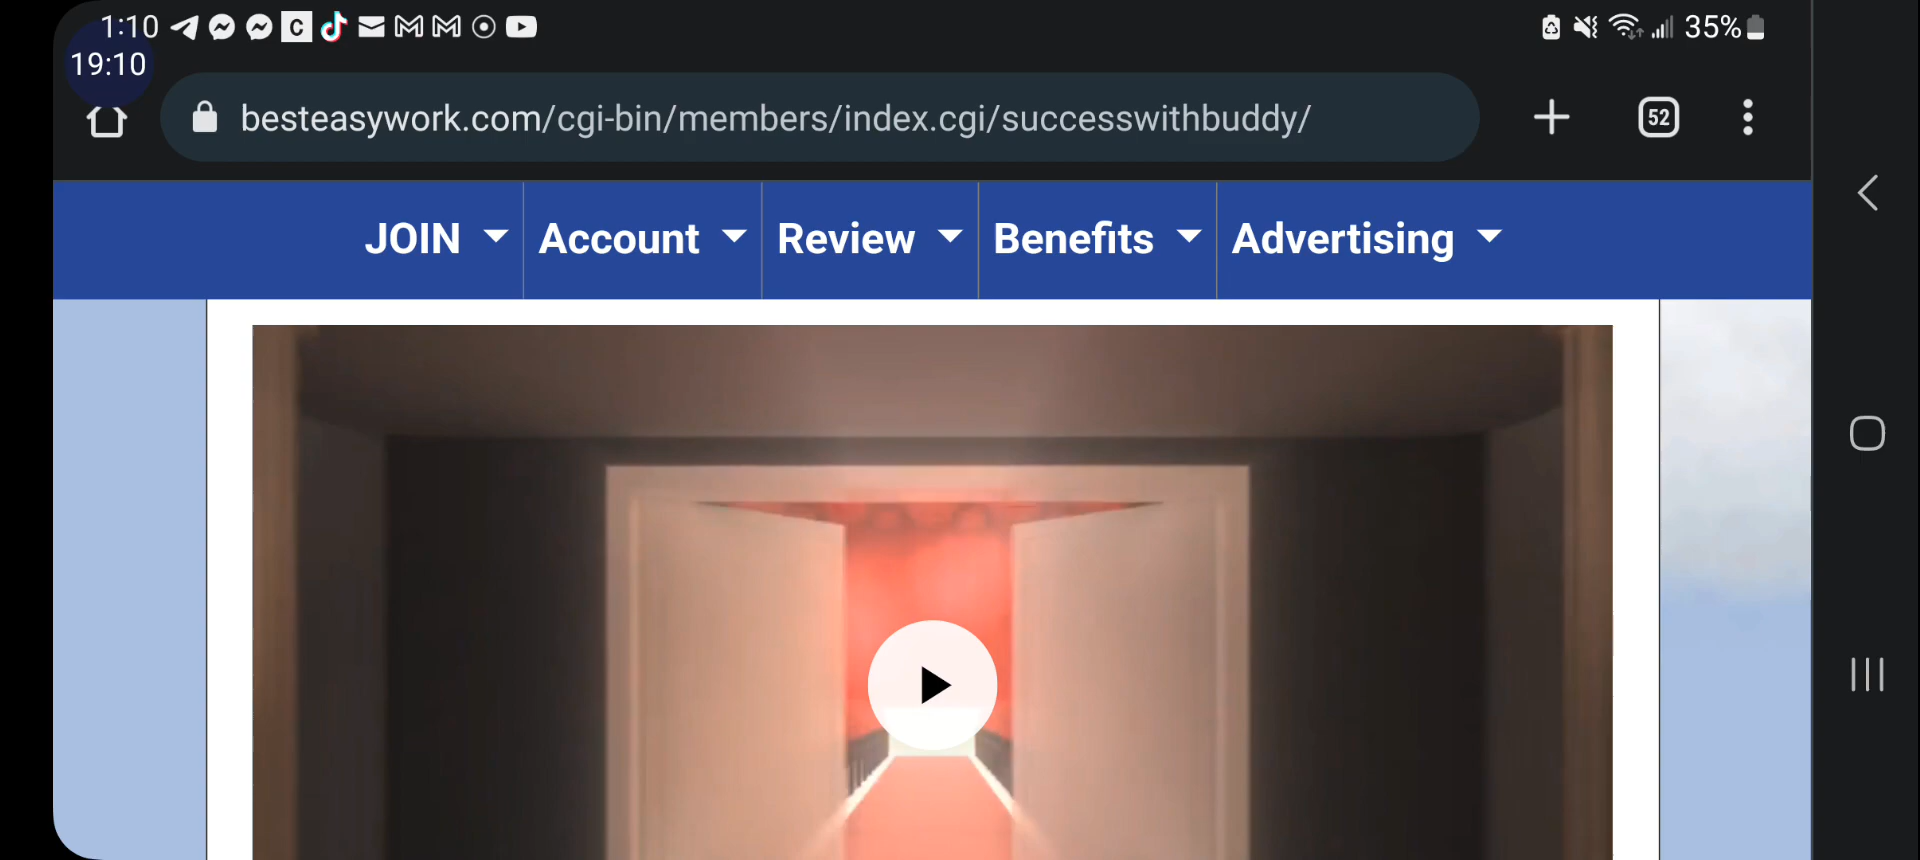 1:10 C 35%
19:10
besteasywork.com/cgi-bin/members/index.cgi/successwithbuddy/ 52
JOIN Account Review Benefits Advertising